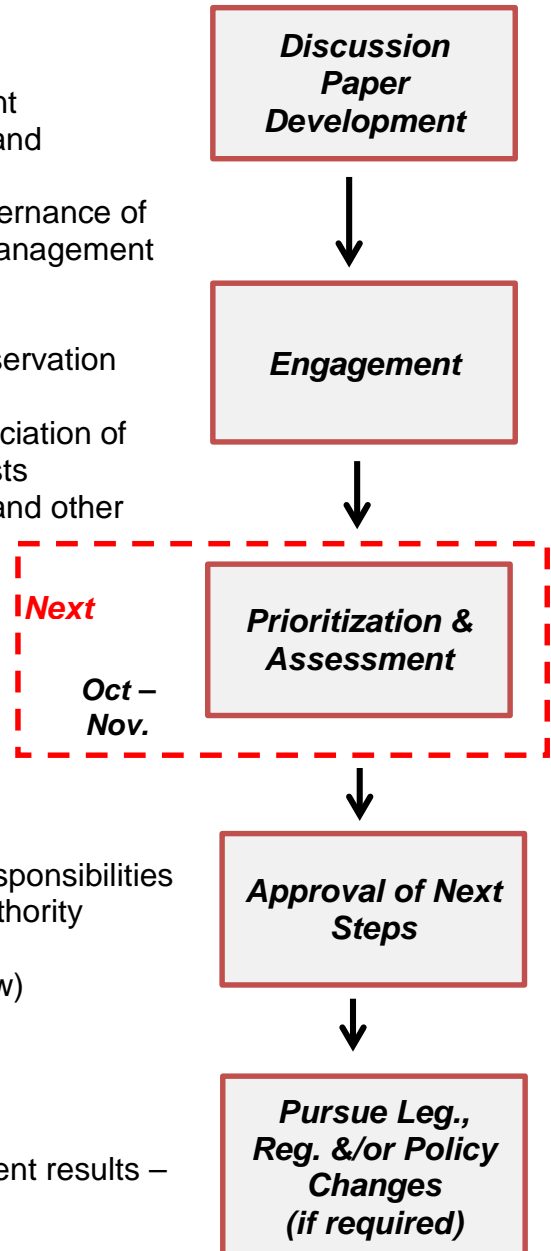 Discussion
Paper
Development
nt
and
ernance of
anagement
servation
Engagement
ciation of
sts
and other
Next
Prioritization &
Assessment
Oct –
Nov.
sponsibilities
thority
w)
Approval of Next
Steps
Pursue Leg.,
Reg. &/or Policy
Changes
(if required)
ent results –